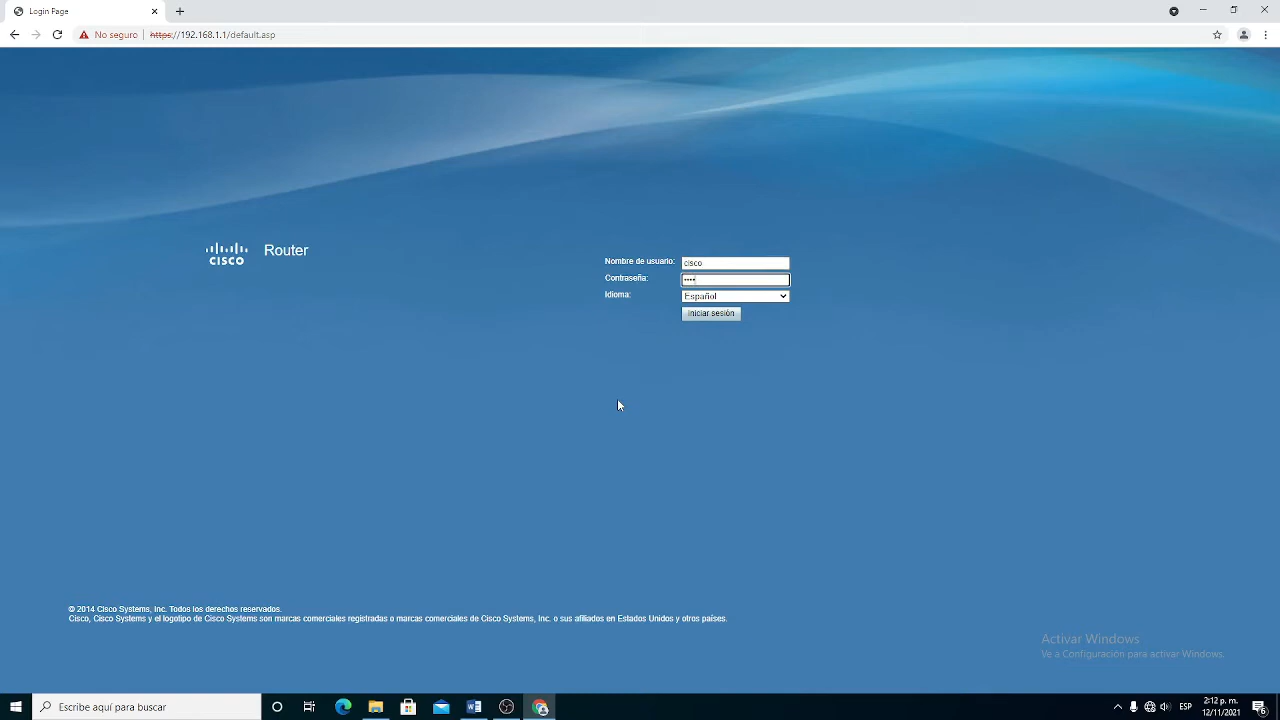 Login Page
No seguro https://192.168.1.1/default.asp
CISCO Router
Nombre de usuario: cisco
Contraseña: ••••
Idioma: Español
Iniciar sesión
© 2014 Cisco Systems, Inc. Todos los derechos reservados.
Cisco, Cisco Systems y el logotipo de Cisco Systems son marcas comerciales registradas o marcas comerciales de Cisco Systems, Inc. o sus afiliados en Estados Unidos y otros países.
Activar Windows
Ve a Configuración para activar Windows.
Escribe aquí para buscar
ESP
2:12 p. m.
12/11/2021